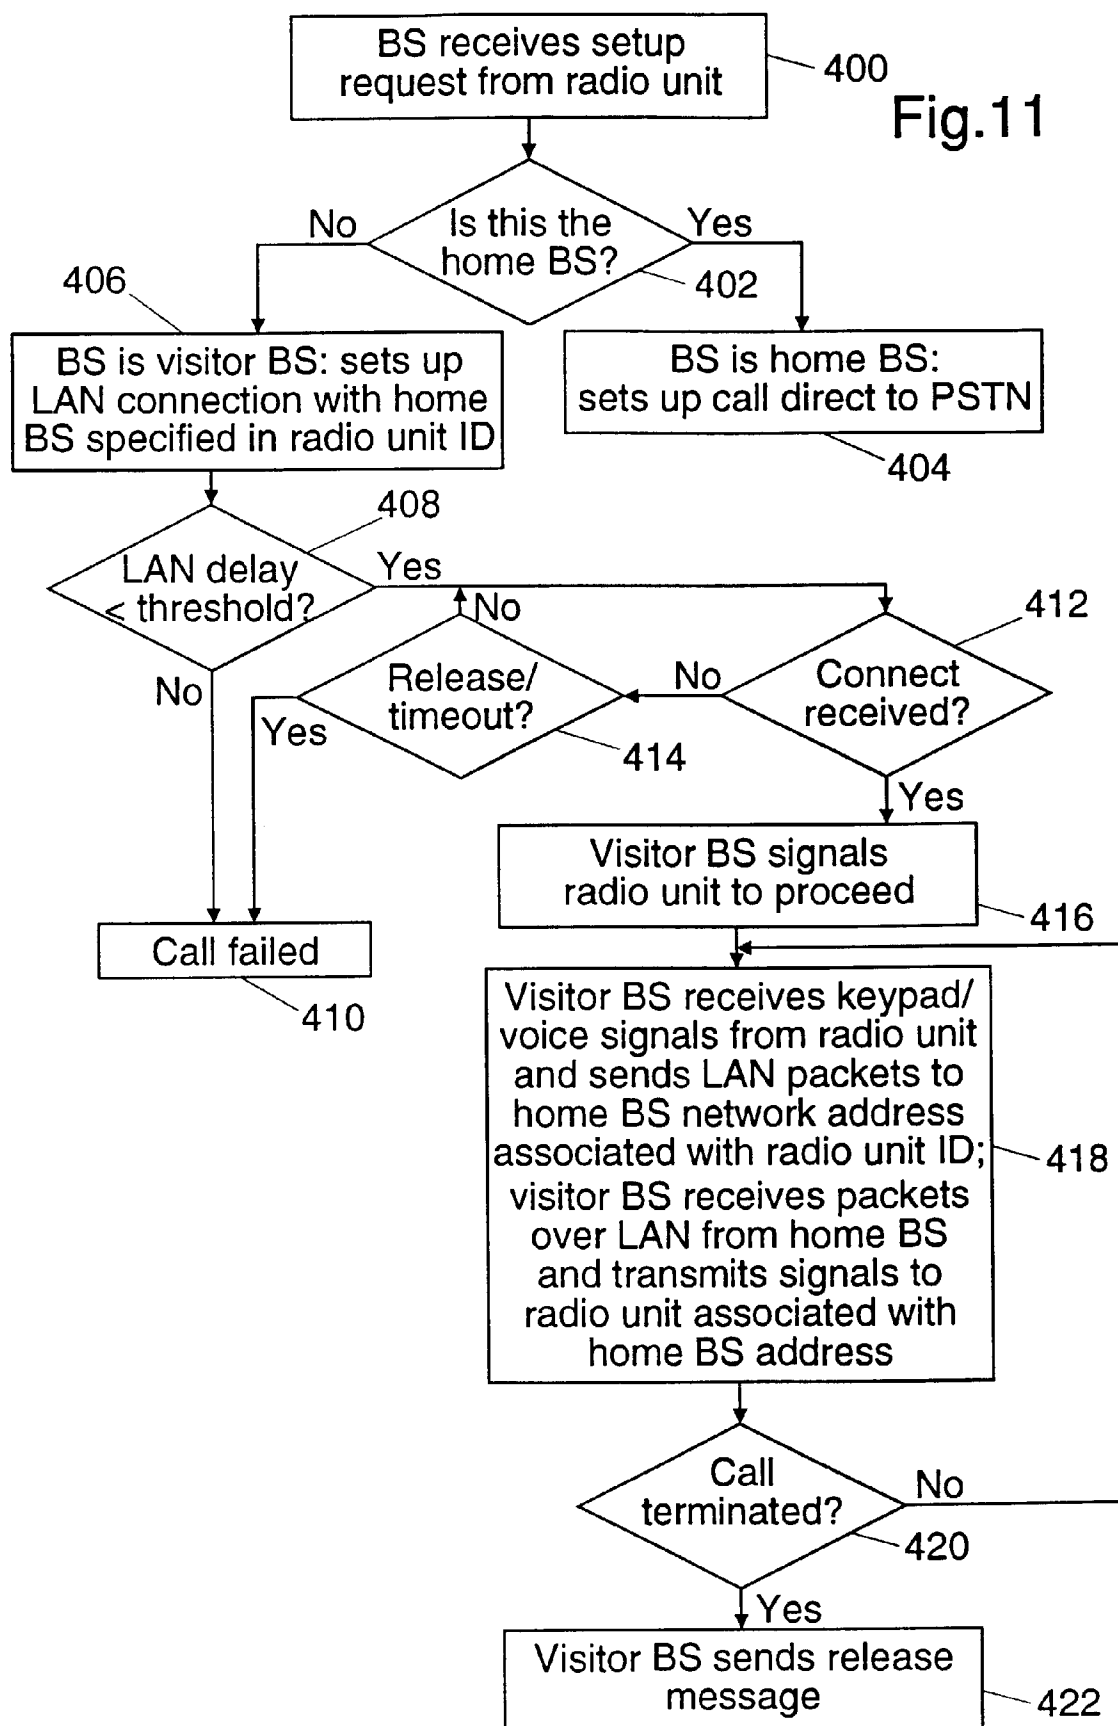 BS receives setup
request from radio unit
400
Fig.11
Is this the
home BS?
No
Yes
402
406
BS is visitor BS: sets up
LAN connection with home
BS specified in radio unit ID
BS is home BS:
sets up call direct to PSTN
404
408
LAN delay
< threshold?
Yes
No
No
412
Release/
timeout?
Yes
414
No
Connect
received?
Yes
Visitor BS signals
radio unit to proceed
416
Call failed
410
Visitor BS receives keypad/
voice signals from radio unit
and sends LAN packets to
home BS network address
associated with radio unit ID;
visitor BS receives packets
over LAN from home BS
and transmits signals to
radio unit associated with
home BS address
418
Call
terminated?
No
420
Yes
Visitor BS sends release
message
422